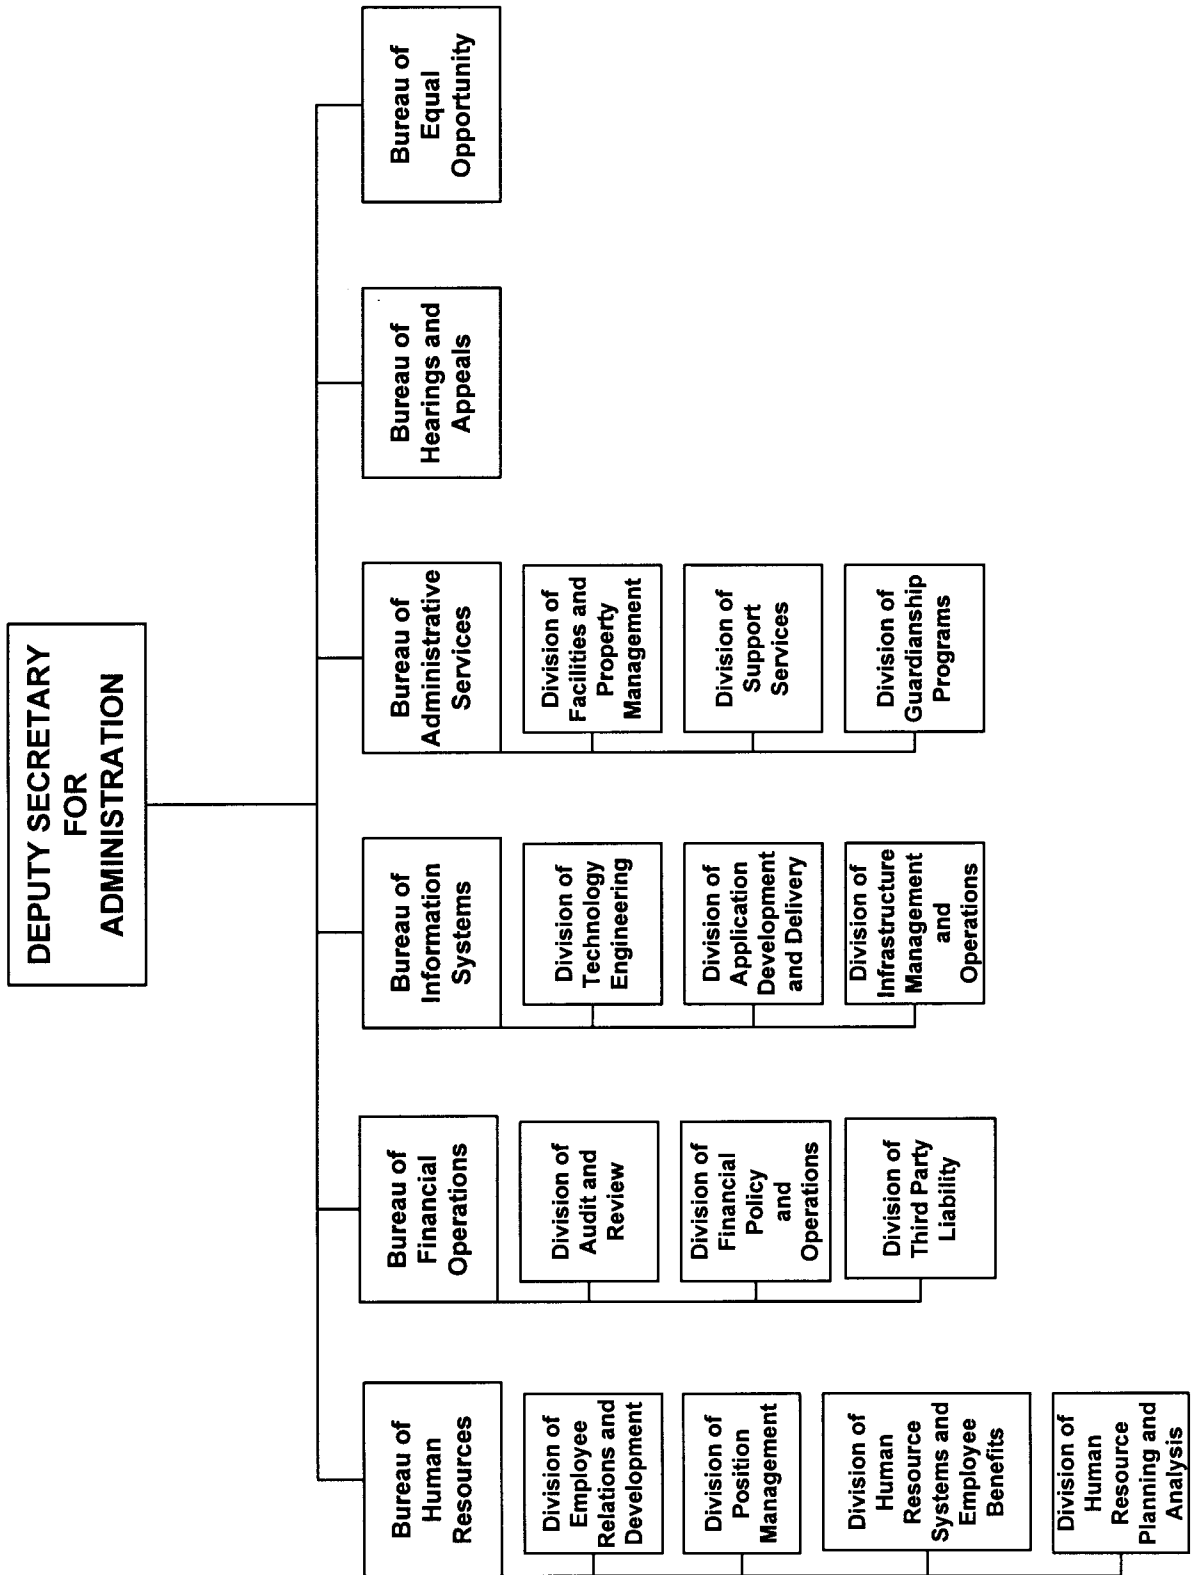 DEPUTY SECRETARY
FOR
ADMINISTRATION
Bureau of
Human
Resources
Division of
Employee
Relations and
Development
Division of
Position
Management
Division of
Human
Resource
Systems and
Employee
Benefits
Division of
Human
Resource
Planning and
Analysis
Bureau of
Financial
Operations
Division of
Audit and
Review
Division of
Financial
Policy
and
Operations
Division of
Third Party
Liability
Bureau of
Information
Systems
Division of
Technology
Engineering
Division of
Application
Development
and Delivery
Division of
Infrastructure
Management
and
Operations
Bureau of
Administrative
Services
Division of
Facilities and
Property
Management
Division of
Support
Services
Division of
Guardianship
Programs
Bureau of
Hearings and
Appeals
Bureau of
Equal
Opportunity